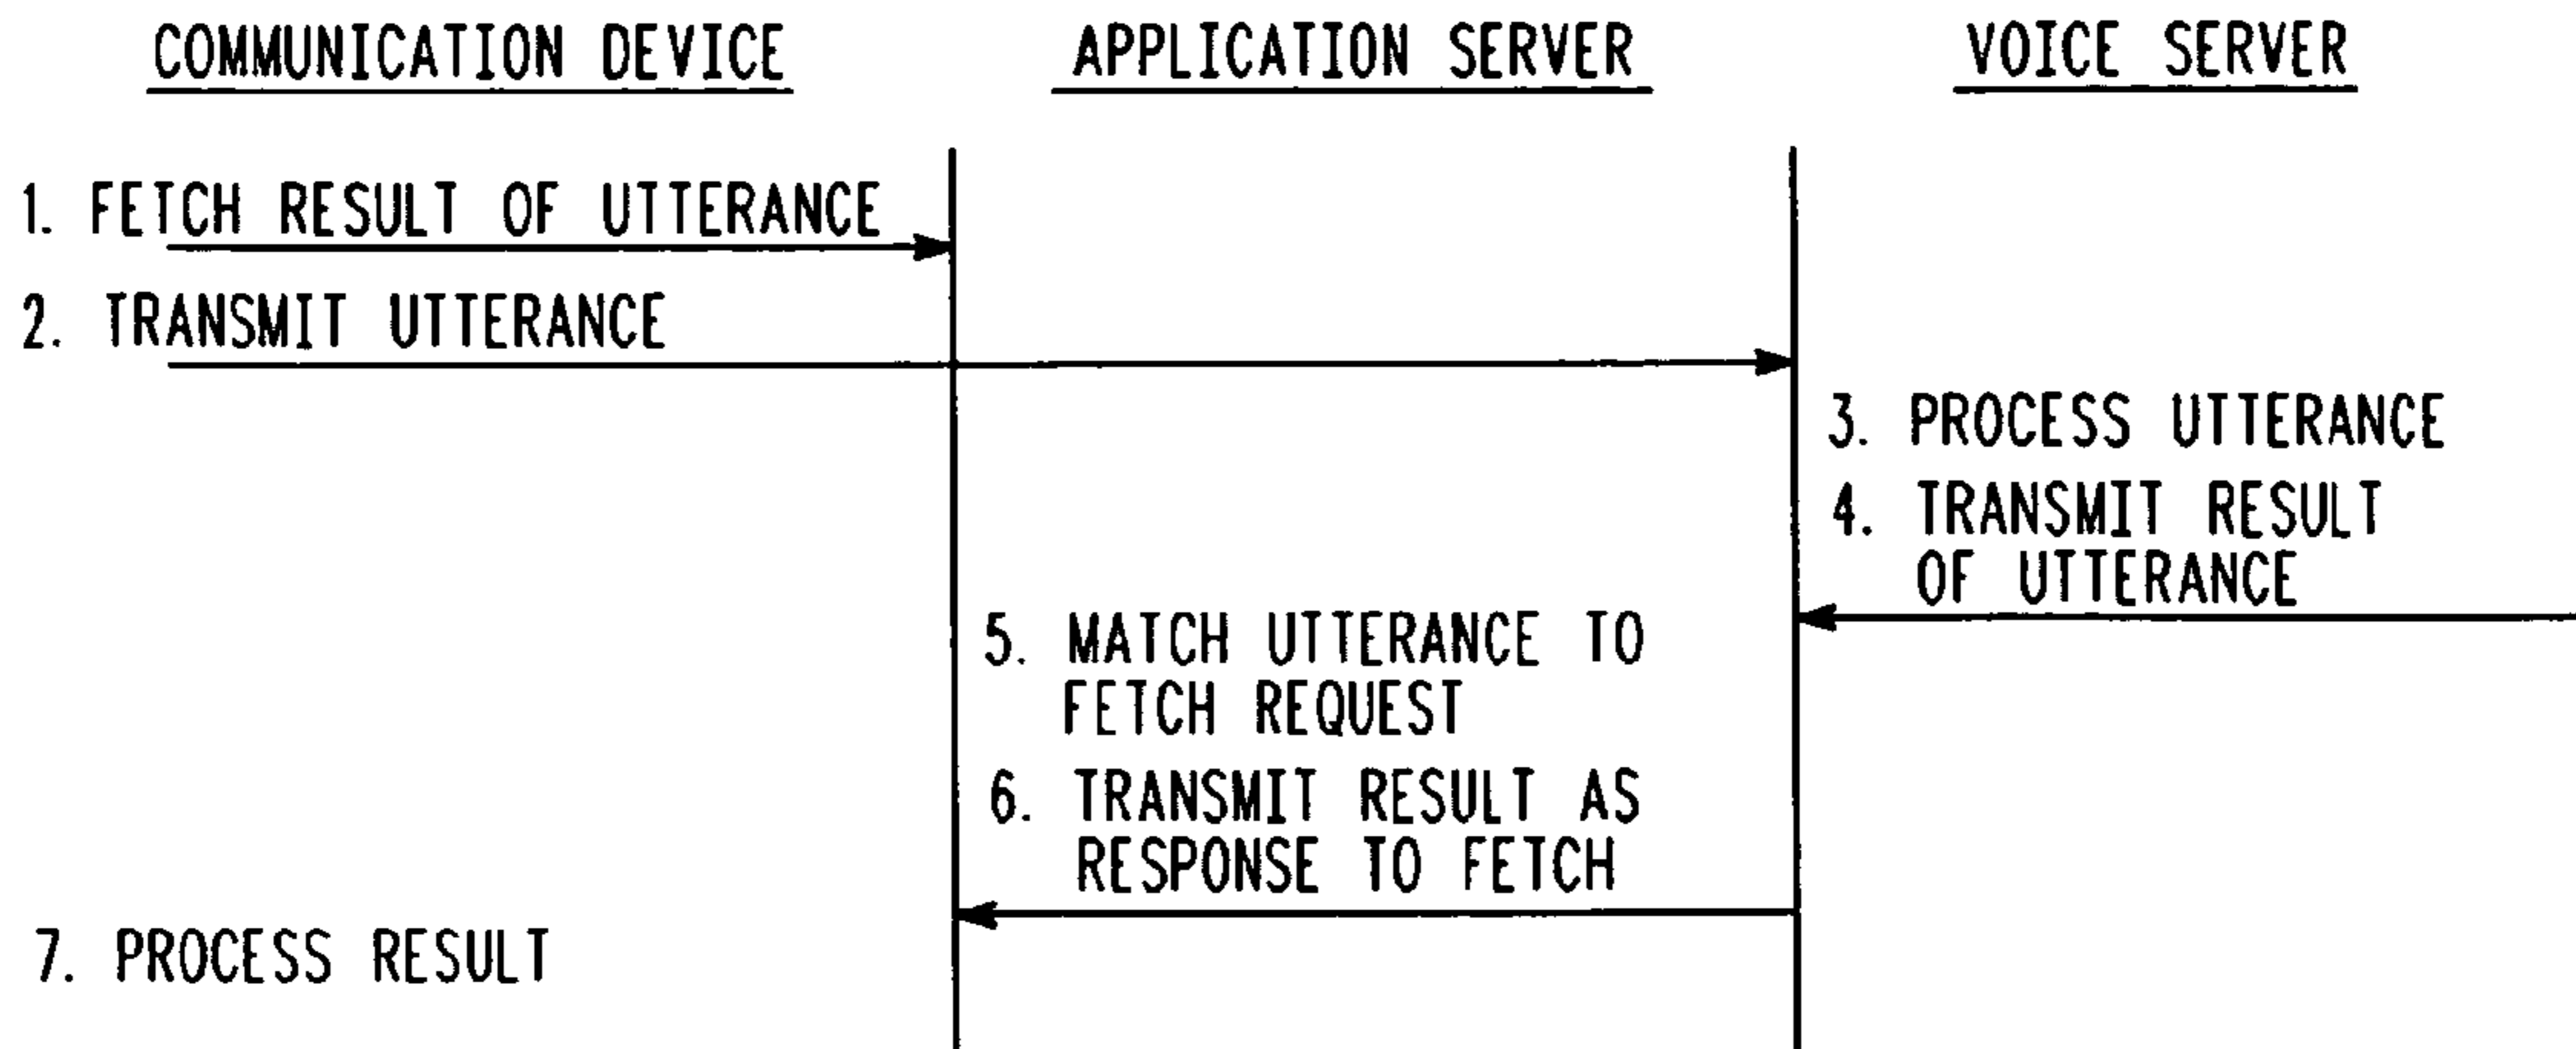 COMMUNICATION DEVICE
APPLICATION SERVER
VOICE SERVER
1. FETCH RESULT OF UTTERANCE
2. TRANSMIT UTTERANCE
3. PROCESS UTTERANCE
4. TRANSMIT RESULT
OF UTTERANCE
5. MATCH UTTERANCE TO
FETCH REQUEST
6. TRANSMIT RESULT AS
RESPONSE TO FETCH
7. PROCESS RESULT